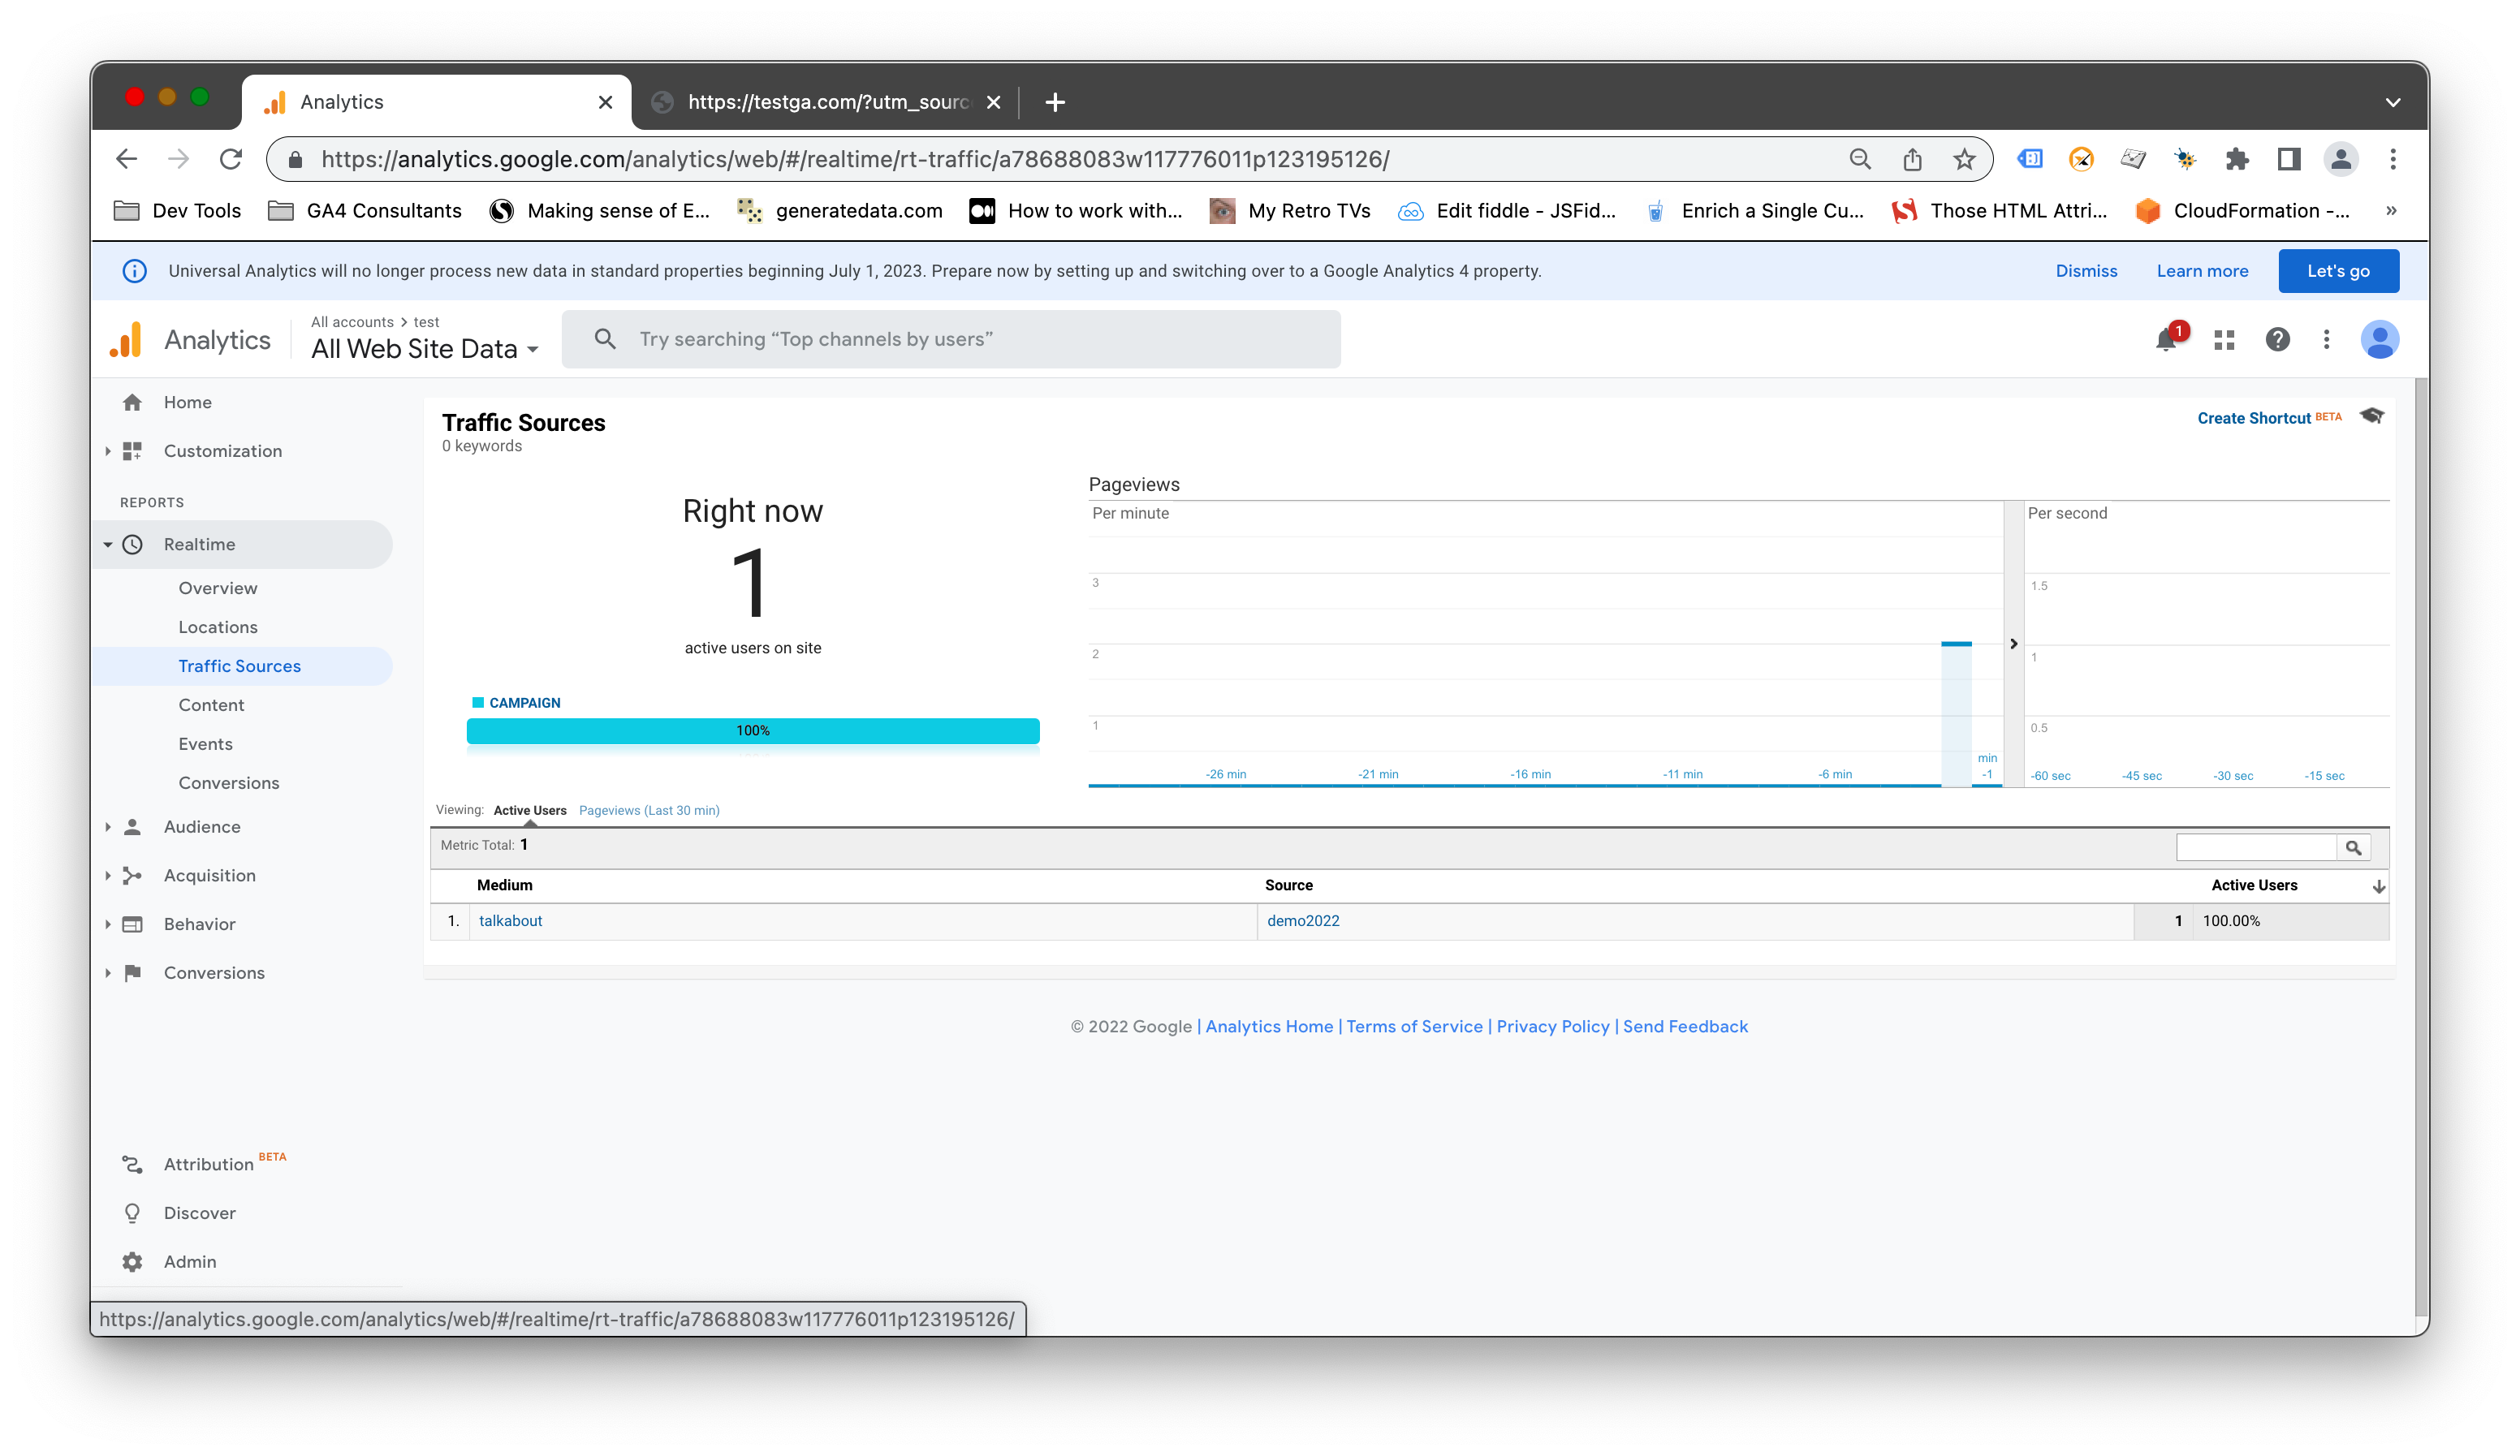 Analytics
https://testga.com/?utm_sourc
https://analytics.google.com/analytics/web/#/realtime/rt-traffic/a78688083w117776011p123195126/
Dev Tools
GA4 Consultants
Making sense of E...
generatedata.com
How to work with...
My Retro TVs
Edit fiddle - JSFid...
Enrich a Single Cu...
Those HTML Attri...
CloudFormation -...
»
Universal Analytics will no longer process new data in standard properties beginning July 1, 2023. Prepare now by setting up and switching over to a Google Analytics 4 property.
Dismiss
Learn more
Let's go
Analytics
All accounts > test
All Web Site Data
Try searching “Top channels by users”
1
Home
Customization
REPORTS
Realtime
Overview
Locations
Traffic Sources
Content
Events
Conversions
Audience
Acquisition
Behavior
Conversions
Attribution BETA
Discover
Admin
Traffic Sources
0 keywords
Create Shortcut BETA
Right now
1
active users on site
CAMPAIGN
100%
Pageviews
Per minute
3
2
1
-26 min
-21 min
-16 min
-11 min
-6 min
min
-1
Per second
1.5
1
0.5
-60 sec
-45 sec
-30 sec
-15 sec
Viewing: Active Users Pageviews (Last 30 min)
Metric Total: 1
Medium Source Active Users
1. talkabout demo2022 1 100.00%
© 2022 Google | Analytics Home | Terms of Service | Privacy Policy | Send Feedback
https://analytics.google.com/analytics/web/#/realtime/rt-traffic/a78688083w117776011p123195126/